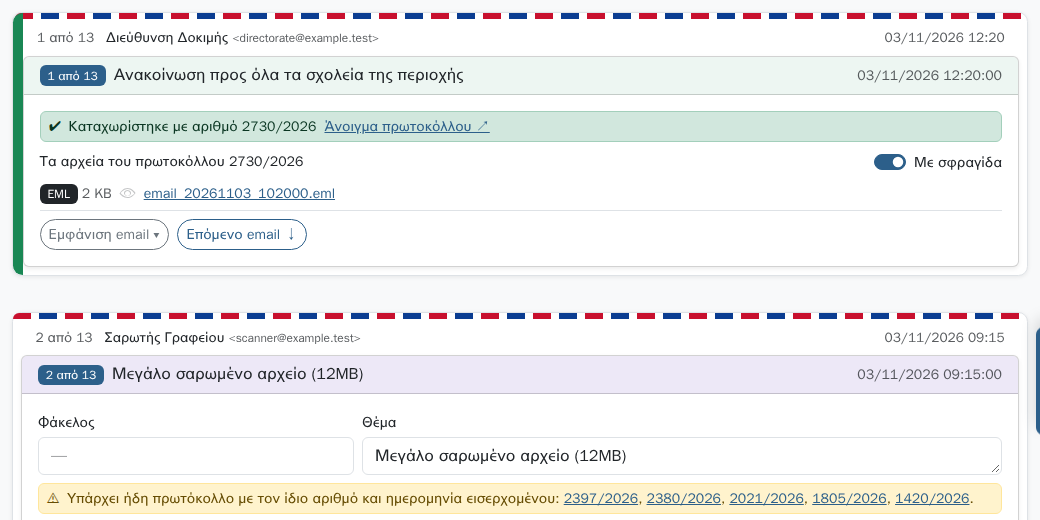 1 από 13 Διεύθυνση Δοκιμής <directorate@example.test> 03/11/2026 12:20
1 από 13 Ανακοίνωση προς όλα τα σχολεία της περιοχής 03/11/2026 12:20:00
✔ Καταχωρίστηκε με αριθμό 2730/2026 Άνοιγμα πρωτοκόλλου ↗
Τα αρχεία του πρωτοκόλλου 2730/2026 Με σφραγίδα
EML 2 KB email_20261103_102000.eml
Εμφάνιση email ▾ Επόμενο email ↓
2 από 13 Σαρωτής Γραφείου <scanner@example.test> 03/11/2026 09:15
2 από 13 Μεγάλο σαρωμένο αρχείο (12MB) 03/11/2026 09:15:00
Φάκελος Θέμα
— Μεγάλο σαρωμένο αρχείο (12MB)
⚠ Υπάρχει ήδη πρωτόκολλο με τον ίδιο αριθμό και ημερομηνία εισερχομένου: 2397/2026, 2380/2026, 2021/2026, 1805/2026, 1420/2026.